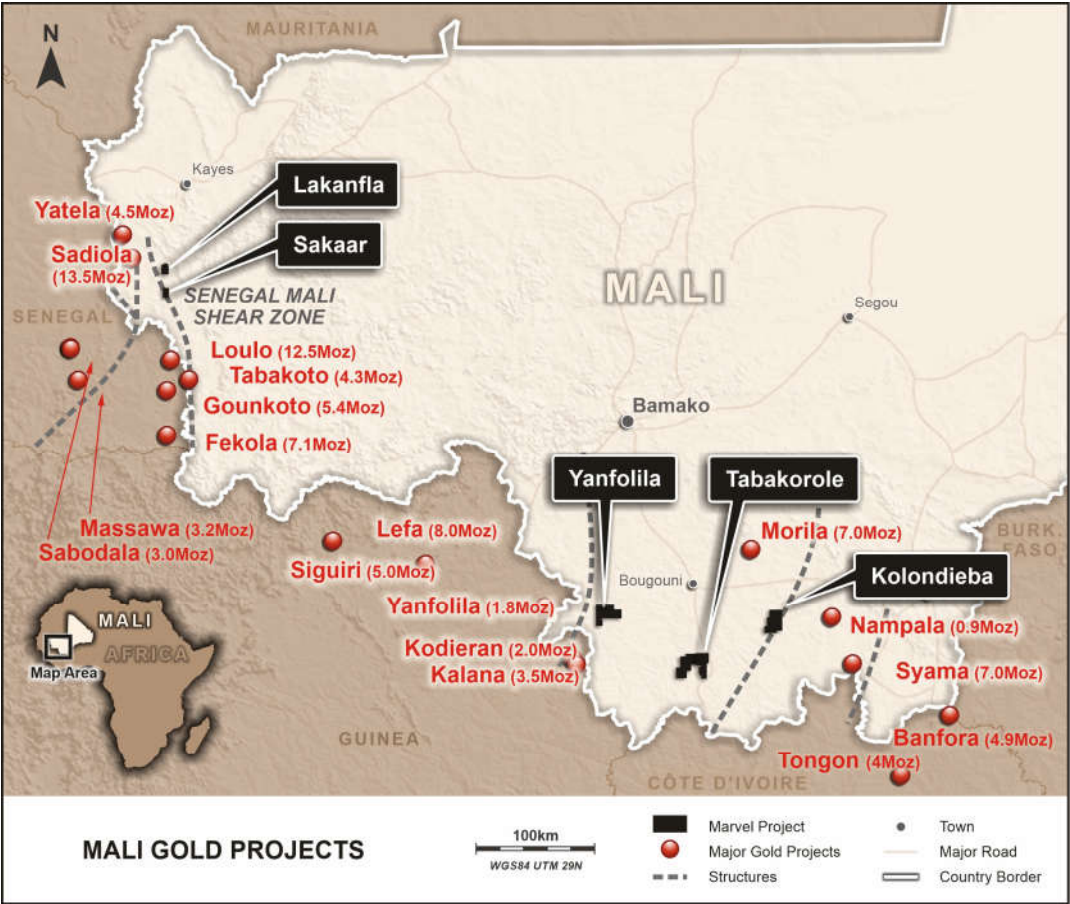 MAURITANIA
N
Kayes
Lakanfla
Yatela (4.5Moz)
Sakaar
Sadiola
(13.5Moz)
SENEGAL MALI
SHEAR ZONE
MALI
SENEGAL
Segou
Loulo (12.5Moz)
Tabakoto (4.3Moz)
Gounkoto (5.4Moz)
Bamako
Fekola (7.1Moz)
Yanfolila
Tabakorole
Massawa (3.2Moz)
Sabodala (3.0Moz)
Lefa (8.0Moz)
Siguiri (5.0Moz)
Morila (7.0Moz)
BURK.
FASO
Kolondieba
Bougouni
Yanfolila (1.8Moz)
Nampala (0.9Moz)
Kodieran (2.0Moz)
Kalana (3.5Moz)
Syama (7.0Moz)
MALI
AFRICA
Map Area
GUINEA
Banfora (4.9Moz)
Tongon (4Moz)
CÔTE D'IVOIRE
MALI GOLD PROJECTS
100km
WGS84 UTM 29N
Marvel Project
Major Gold Projects
Structures
Town
Major Road
Country Border